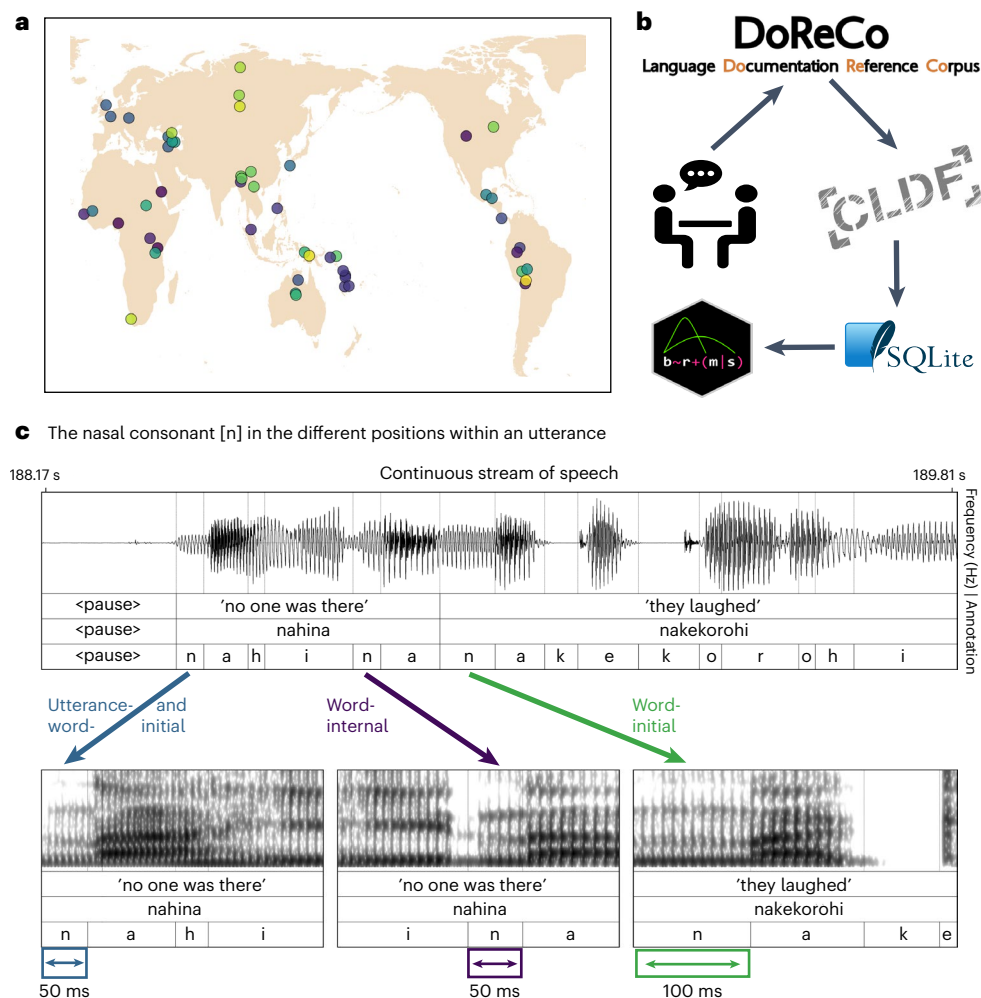 a
b
DoReCo
Language Documentation Reference Corpus
CLDF
SQLite
b~r+(m|s)
c The nasal consonant [n] in the different positions within an utterance
188.17 s Continuous stream of speech 189.81 s
Frequency (Hz) | Annotation
<pause> 'no one was there' 'they laughed'
<pause> nahina nakekorohi
<pause> n a h i n a n a k e k o r o h i
Utterance- and
word- initial
Word-
internal
Word-
initial
'no one was there' 'no one was there' 'they laughed'
nahina nahina nakekorohi
n a h i i n a n a k e
50 ms 50 ms 100 ms